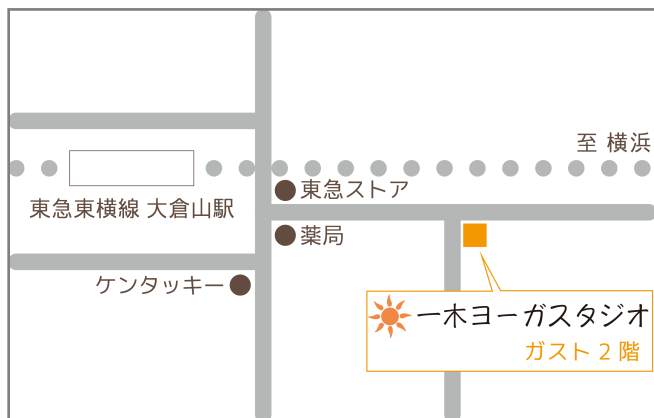 至 横浜
東急ストア
東急東横線 大倉山駅
薬局
ケンタッキー
一木ヨーガスタジオ
ガスト 2 階